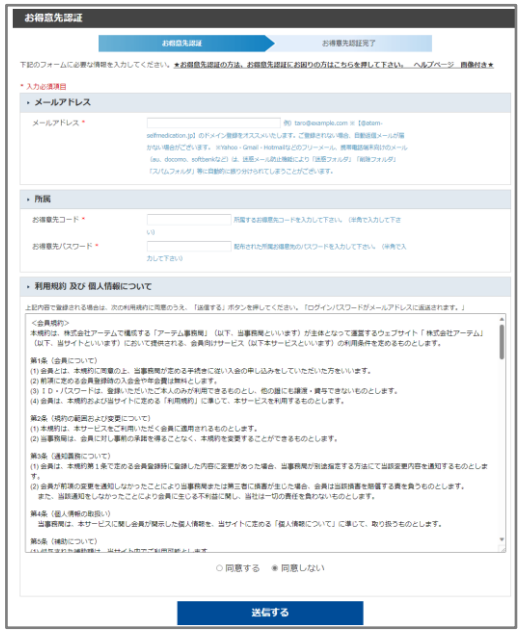 お得意先認証
お得意先認証
お得意先認証完了
下記のフォームに必要な情報を入力してください。★お得意先認証の方法、お得意先認証にお困りの方はこちらを押して下さい。 ヘルプページ 画像付き★
* 入力必須項目
・ メールアドレス
メールアドレス *
例）taro@example.com ※【@atem-
selfmedication.jp】のドメイン登録をオススメいたします。ご登録されない場合、自動返信メールが届
かない場合がございます。 ※Yahoo・Gmail・Hotmailなどのフリーメール、携帯電話端末向けのメール
（au、docomo、softbankなど）は、迷惑メール防止機能により「迷惑フォルダ」「削除フォルダ」
「スパムフォルダ」等に自動的に振り分けられてしまうことがございます。
・ 所属
お得意先コード *
所属するお得意先コードを入力して下さい。（半角で入力して下さ
い）
お得意先パスワード *
配布された所属お得意先のパスワードを入力して下さい。（半角で入
力して下さい）
・ 利用規約 及び 個人情報について
上記内容で登録される場合は、次の利用規約に同意のうえ、「送信する」ボタンを押してください。「ログインパスワードがメールアドレスに返送されます。」
＜会員規約＞
本規約は、株式会社アーテムで構成する「アーテム事務局」（以下、当事務局といいます）が主体となって運営するウェブサイト「 株式会社アーテム」
（以下、当サイトといいます）において提供される、会員向けサービス（以下本サービスといいます）の利用条件を定めるものとします。
第1条（会員について）
(1) 会員とは、本規約に同意の上、当事務局が定める手続きに従い入会の申し込みをしていただいた方をいいます。
(2) 前項に定める会員登録時の入会金や年会費は無料とします。
(3) ＩＤ・パスワードは、登録いただいたご本人のみが利用できるものとし、他の誰にも譲渡・貸与できないものとします。
(4) 会員は、本規約および当サイトに定める「利用規約」に準じて、本サービスを利用するものとします。
第2条（規約の範囲および変更について）
(1) 本規約は、本サービスをご利用いただく会員に適用されるものとします。
(2) 当事務局は、会員に対し事前の承諾を得ることなく、本規約を変更することができるものとします。
第3条（通知義務について）
(1) 会員は、本規約第１条で定める会員登録時に登録した内容に変更があった場合、当事務局が別途指定する方法にて当該変更内容を通知するものとしま
す。
(2) 会員が前項の変更を通知しなかったことにより当事務局または第三者に損害が生じた場合、会員は当該損害を賠償する責を負うものとします。
また、当該通知をしなかったことにより会員に生じる不利益に関し、当社は一切の責任を負わないものとします。
第4条（個人情報の取扱い）
当事務局は、本サービスに関し会員が開示した個人情報を、当サイトに定める「個人情報について」に準じて、取り扱うものとします。
第5条（補助について）
同意する 同意しない
送信する